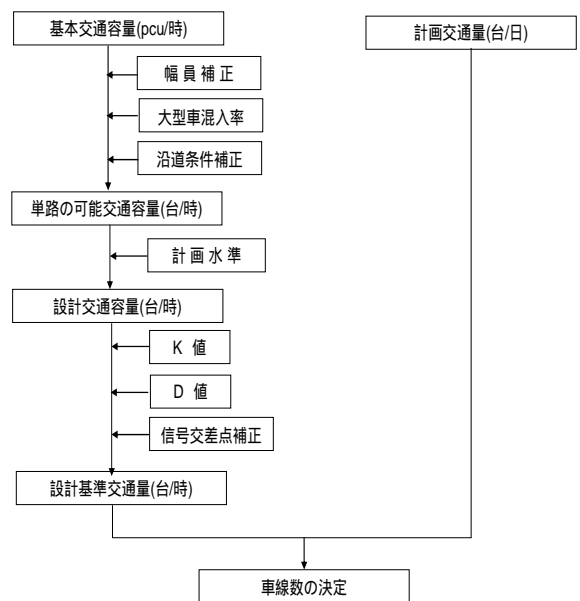 基本交通容量(pcu/時)
計画交通量(台/日)
幅 員 補 正
大型車混入率
沿道条件補正
単路の可能交通容量(台/時)
計 画 水 準
設計交通容量(台/時)
K 値
D 値
信号交差点補正
設計基準交通量(台/時)
車線数の決定